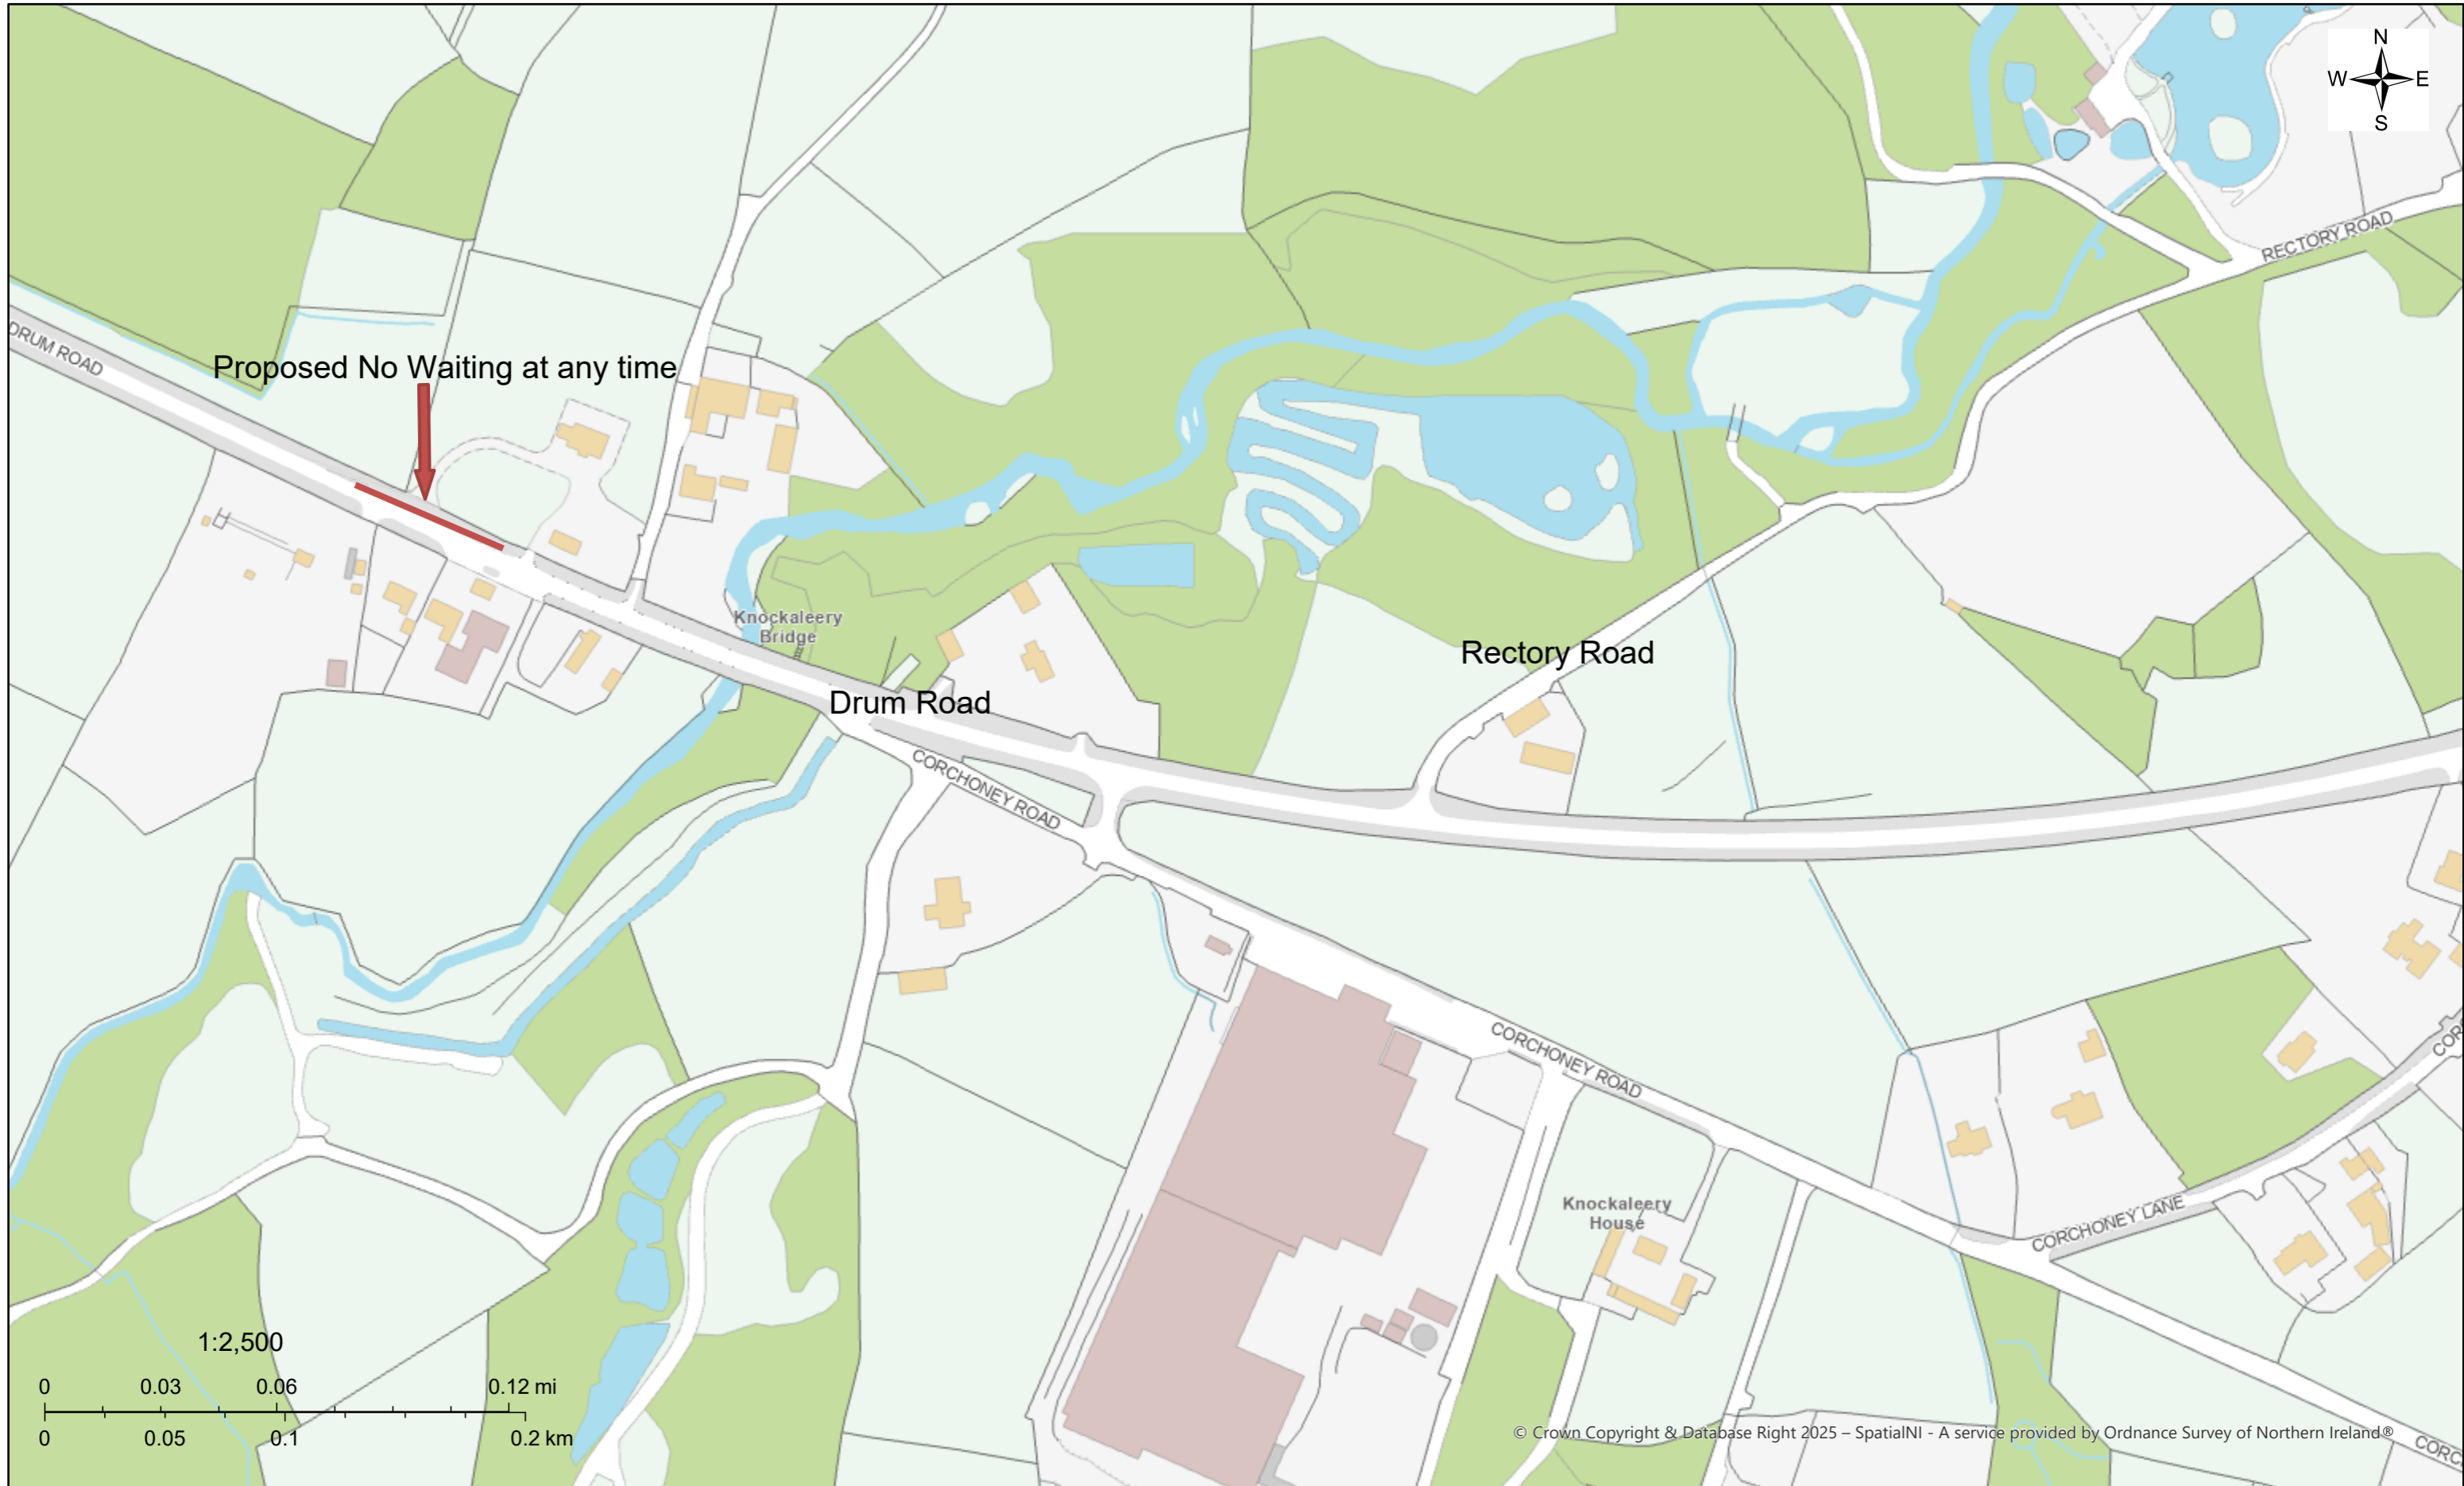 N
W E
S
RECTORY ROAD
DRUM ROAD
Proposed No Waiting at any time
Knockaleery
Bridge
Rectory Road
Drum Road
CORCHONEY ROAD
CORCHONEY ROAD
COR
Knockaleery
House
CORCHONEY LANE
1:2,500
0 0.03 0.06 0.12 mi
0 0.05 0.1 0.2 km
© Crown Copyright & Database Right 2025 – SpatialNI - A service provided by Ordnance Survey of Northern Ireland®
CORC